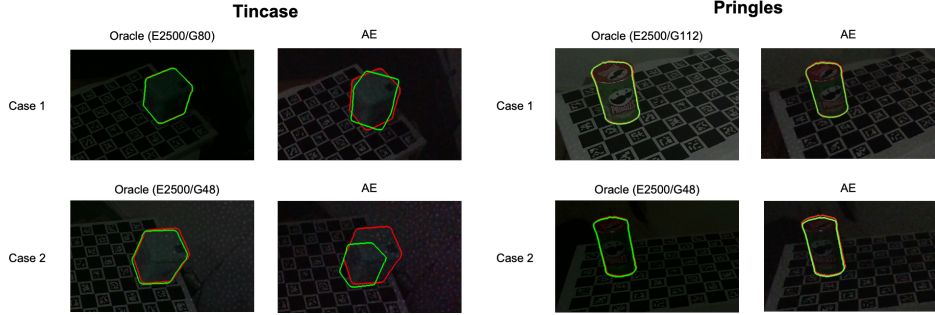 Tincase
Pringles
Oracle (E2500/G80)
AE
Oracle (E2500/G112)
AE
Case 1
Case 1
Oracle (E2500/G48)
AE
Oracle (E2500/G48)
AE
Case 2
Case 2